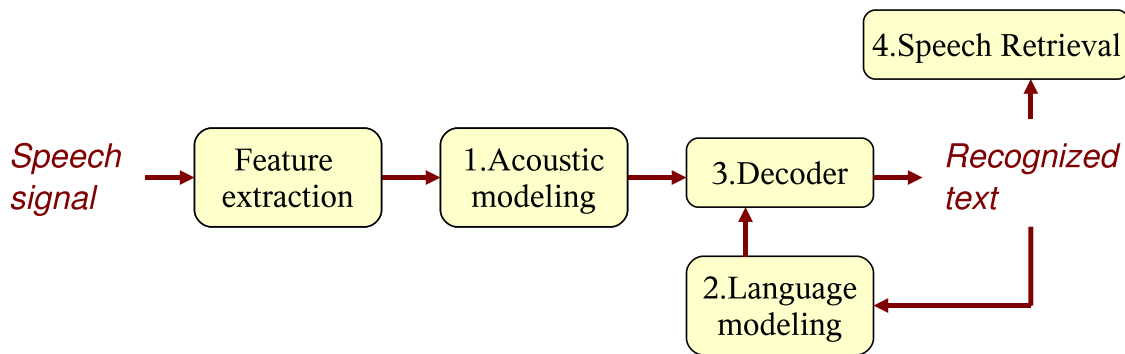 4.Speech Retrieval
Speech
signal
Feature
extraction
1.Acoustic
modeling
3.Decoder
Recognized
text
2.Language
modeling